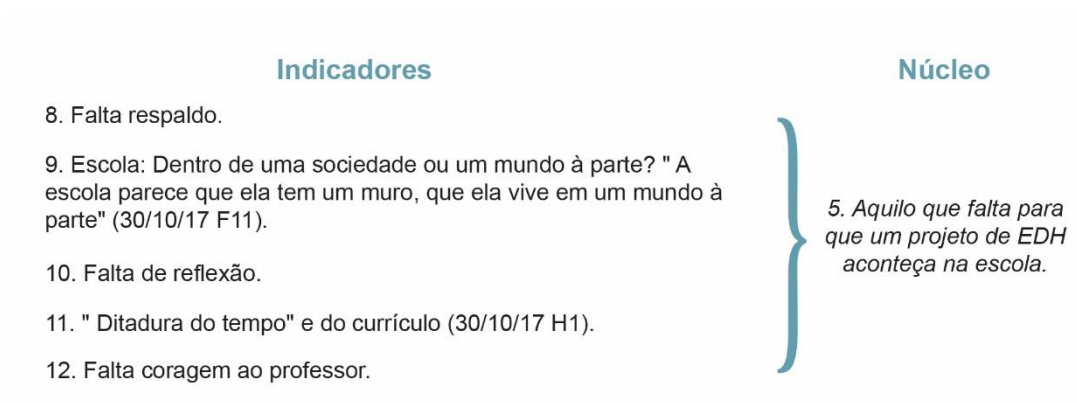 Indicadores
8. Falta respaldo.
9. Escola: Dentro de uma sociedade ou um mundo à parte? " A
escola parece que ela tem um muro, que ela vive em um mundo à
parte" (30/10/17 F11).
10. Falta de reflexão.
11. " Ditadura do tempo" e do currículo (30/10/17 H1).
12. Falta coragem ao professor.
Núcleo
5. Aquilo que falta para
que um projeto de EDH
aconteça na escola.